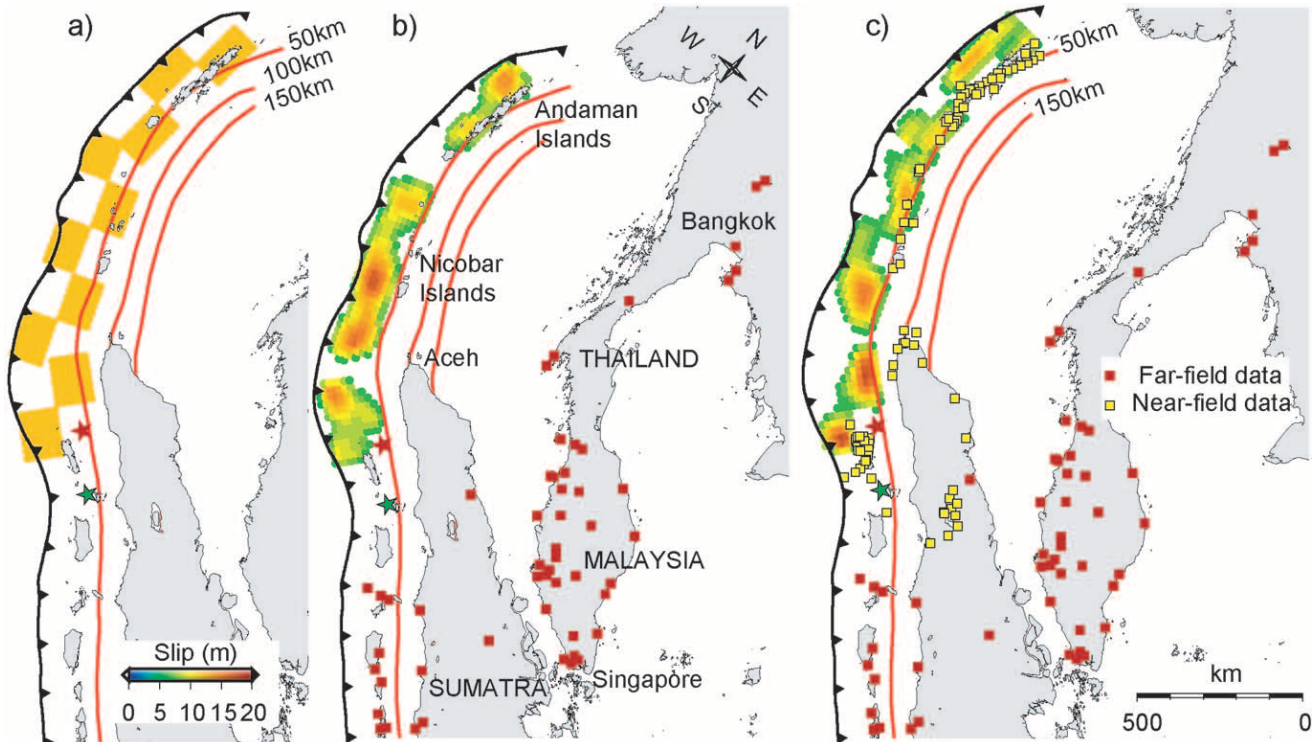 a)
50km
100km
150km
Slip (m)
0 5 10 15 20
b)
N
W
E
S
Andaman
Islands
Bangkok
Nicobar
Islands
Aceh
THAILAND
MALAYSIA
SUMATRA
Singapore
c)
50km
150km
Far-field data
Near-field data
km
500 0